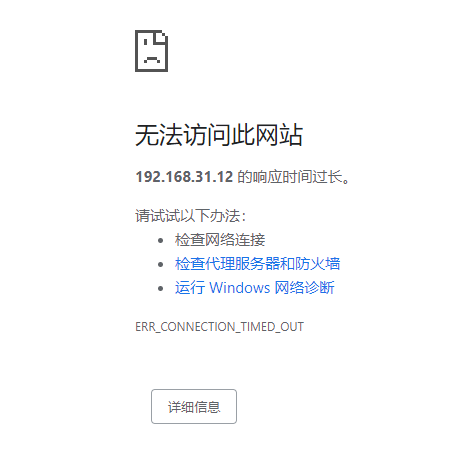 无法访问此网站
192.168.31.12 的响应时间过长。
请试试以下办法：
检查网络连接
检查代理服务器和防火墙
运行 Windows 网络诊断
ERR_CONNECTION_TIMED_OUT
详细信息